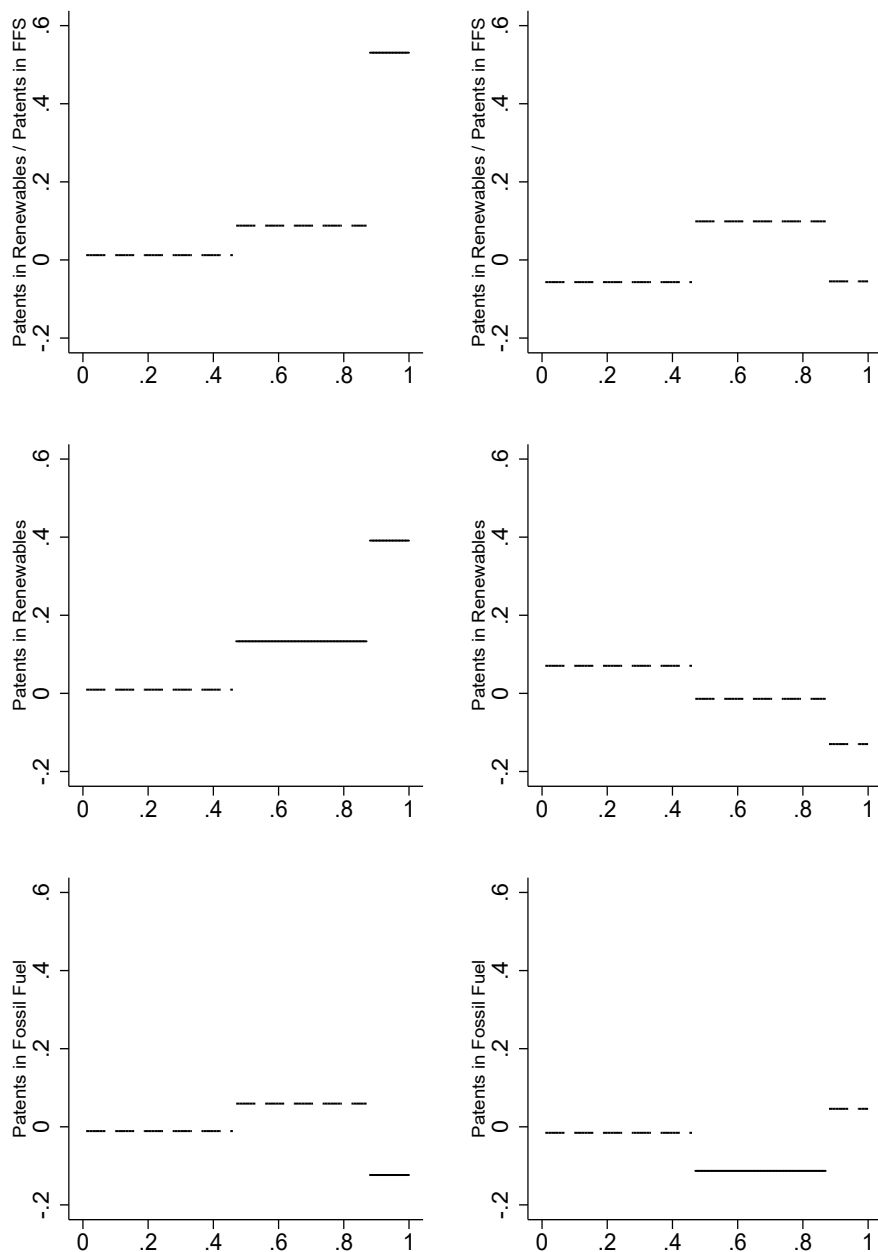 Patents in Renewables / Patents in FFS
.6
.4
.2
0
-.2
0 .2 .4 .6 .8 1
Patents in Renewables / Patents in FFS
.6
.4
.2
0
-.2
0 .2 .4 .6 .8 1
Patents in Renewables
.6
.4
.2
0
-.2
0 .2 .4 .6 .8 1
Patents in Renewables
.6
.4
.2
0
-.2
0 .2 .4 .6 .8 1
Patents in Fossil Fuel
.6
.4
.2
0
-.2
0 .2 .4 .6 .8 1
Patents in Fossil Fuel
.6
.4
.2
0
-.2
0 .2 .4 .6 .8 1